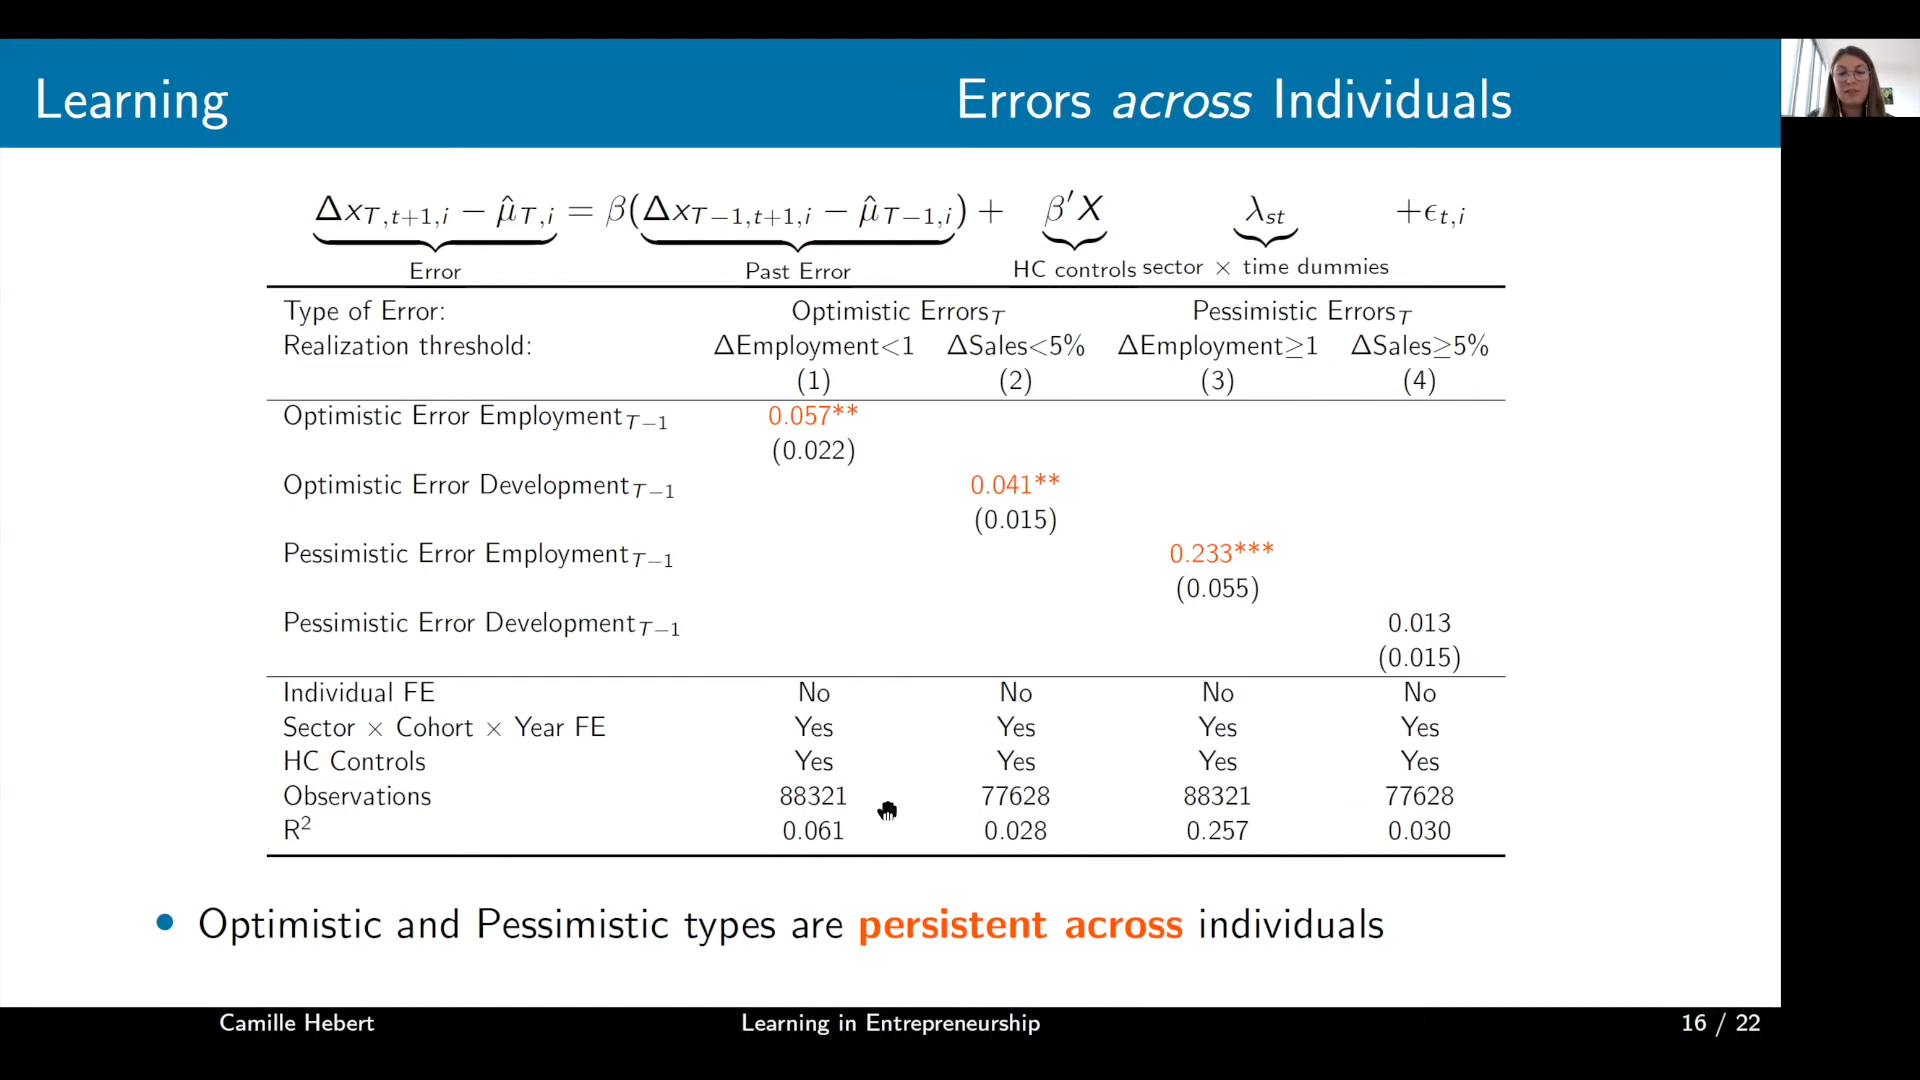 Learning
Errors across Individuals
Δx_{T,t+1,i} − μ̂_{T,i} = β(Δx_{T−1,t+1,i} − μ̂_{T−1,i}) + β′X λ_{st} +ϵ_{t,i}
Error Past Error HC controls sector × time dummies
Type of Error: Optimistic Errors_T Pessimistic Errors_T
Realization threshold: ΔEmployment<1 ΔSales<5% ΔEmployment≥1 ΔSales≥5%
(1) (2) (3) (4)
Optimistic Error Employment_{T−1} 0.057**
(0.022)
Optimistic Error Development_{T−1} 0.041**
(0.015)
Pessimistic Error Employment_{T−1} 0.233***
(0.055)
Pessimistic Error Development_{T−1} 0.013
(0.015)
Individual FE No No No No
Sector × Cohort × Year FE Yes Yes Yes Yes
HC Controls Yes Yes Yes Yes
Observations 88321 77628 88321 77628
R² 0.061 0.028 0.257 0.030
• Optimistic and Pessimistic types are persistent across individuals
Camille Hebert Learning in Entrepreneurship 16 / 22